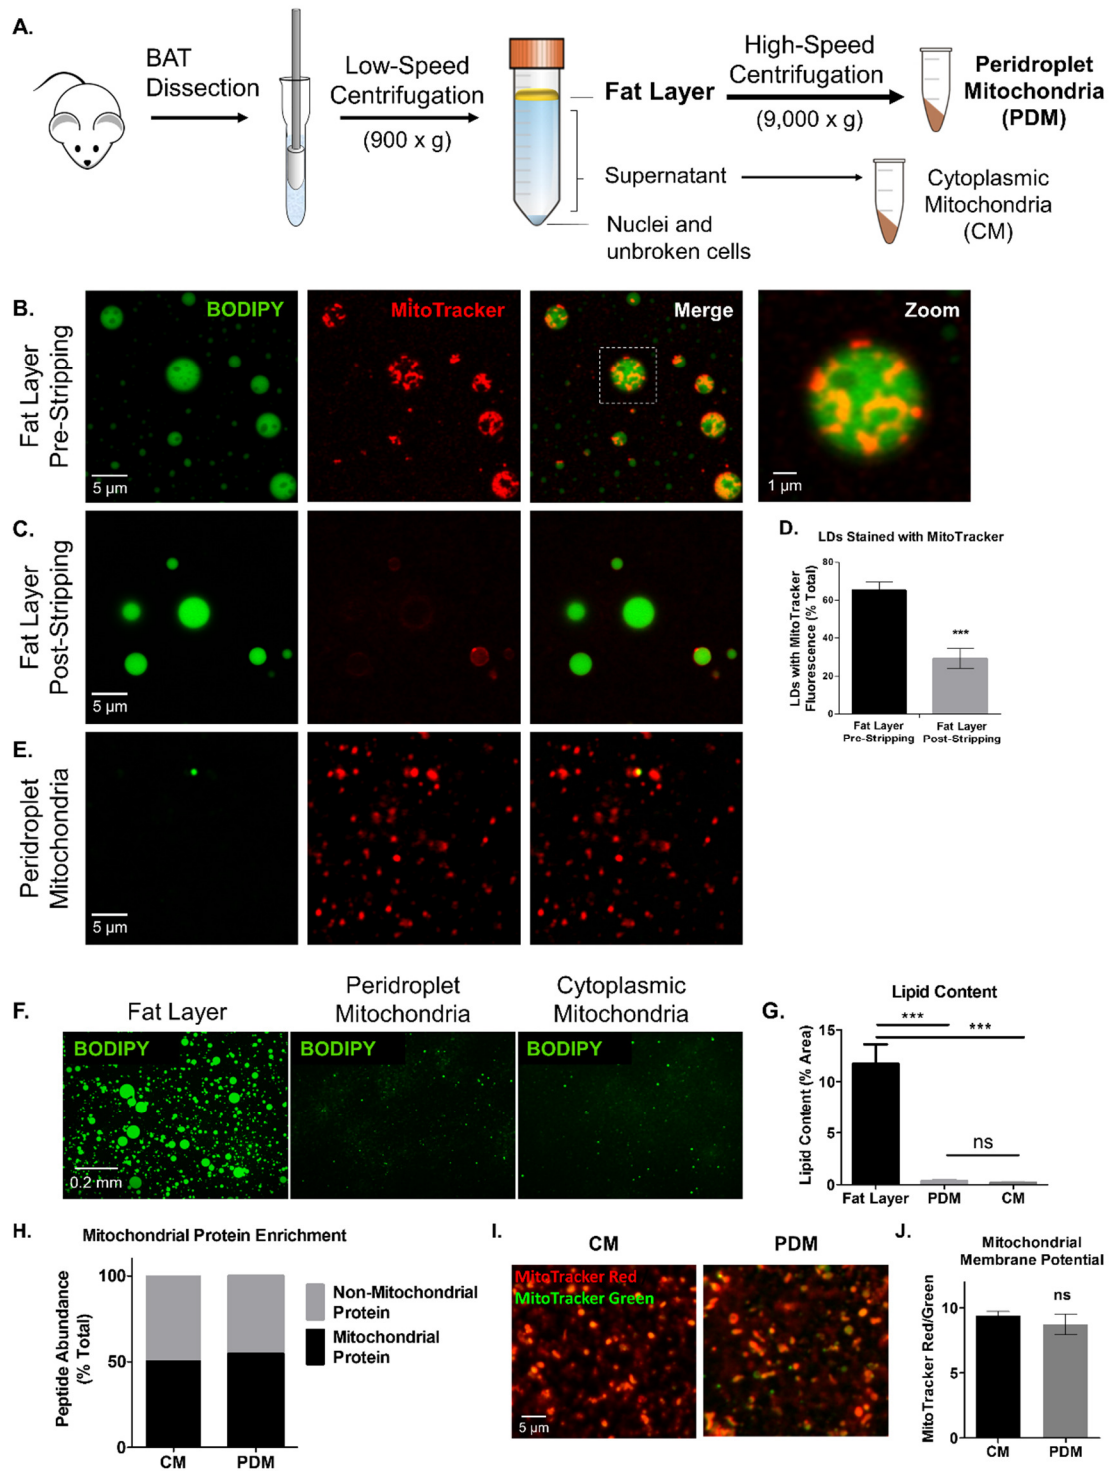 A.
BAT
Dissection
Low-Speed
Centrifugation
(900 x g)
Fat Layer
High-Speed
Centrifugation
(9,000 x g)
Peridroplet
Mitochondria
(PDM)
Supernatant
Cytoplasmic
Mitochondria
(CM)
Nuclei and
unbroken cells
B.
Fat Layer
Pre-Stripping
BODIPY
MitoTracker
Merge
Zoom
5 µm
1 µm
C.
Fat Layer
Post-Stripping
5 µm
D.
LDs Stained with MitoTracker
LDs with MitoTracker
Fluorescence (% Total)
80
60
40
20
0
***
Fat Layer
Pre-Stripping
Fat Layer
Post-Stripping
E.
Peridroplet
Mitochondria
5 µm
F.
Fat Layer
Peridroplet
Mitochondria
Cytoplasmic
Mitochondria
BODIPY
BODIPY
BODIPY
0.2 mm
G.
Lipid Content
Lipid Content (% Area)
15
10
5
0
***
***
ns
Fat Layer
PDM
CM
H.
Mitochondrial Protein Enrichment
Peptide Abundance
(% Total)
100
50
0
CM
PDM
Non-Mitochondrial
Protein
Mitochondrial
Protein
I.
CM
PDM
MitoTracker Red
MitoTracker Green
5 µm
J.
Mitochondrial
Membrane Potential
MitoTracker Red/Green
10
5
0
ns
CM
PDM